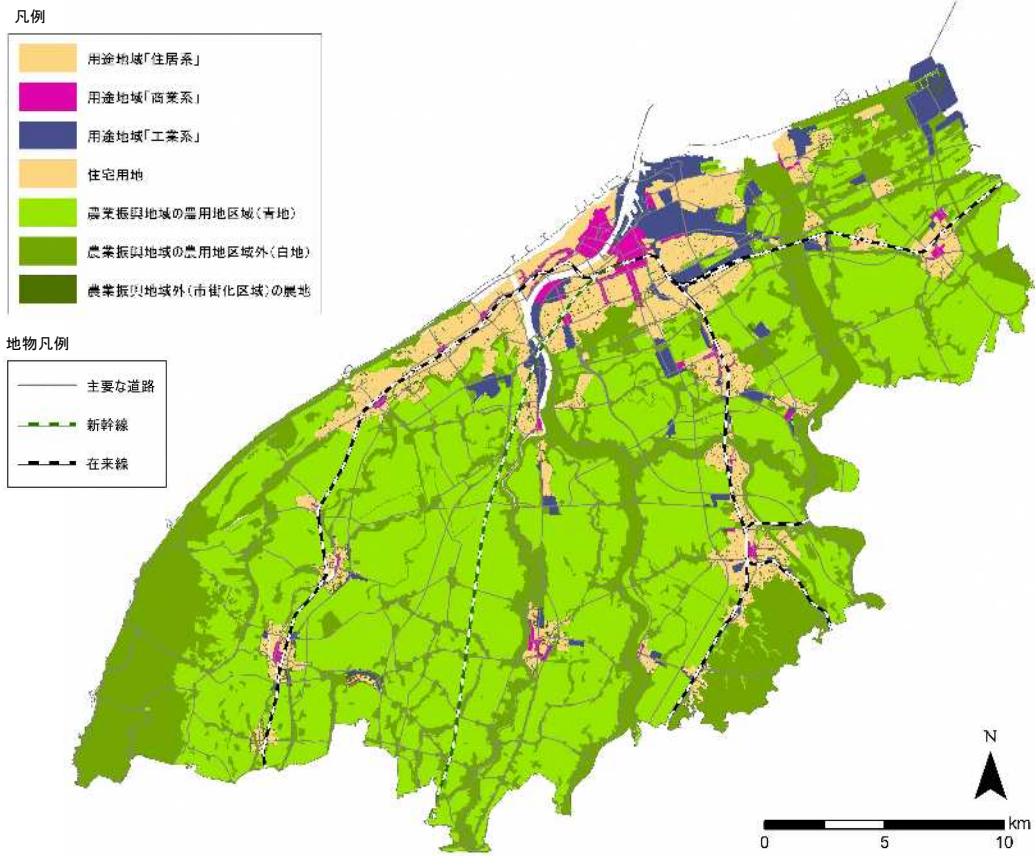 凡例
用途地域「住居系」
用途地域「商業系」
用途地域「工業系」
住宅用地
農業振興地域の農用地区域(青地)
農業振興地域の農用地区域外(白地)
農業振興地域外(市街化区域)の農地
地物凡例
主要な道路
新幹線
在来線
N
km
0 5 10